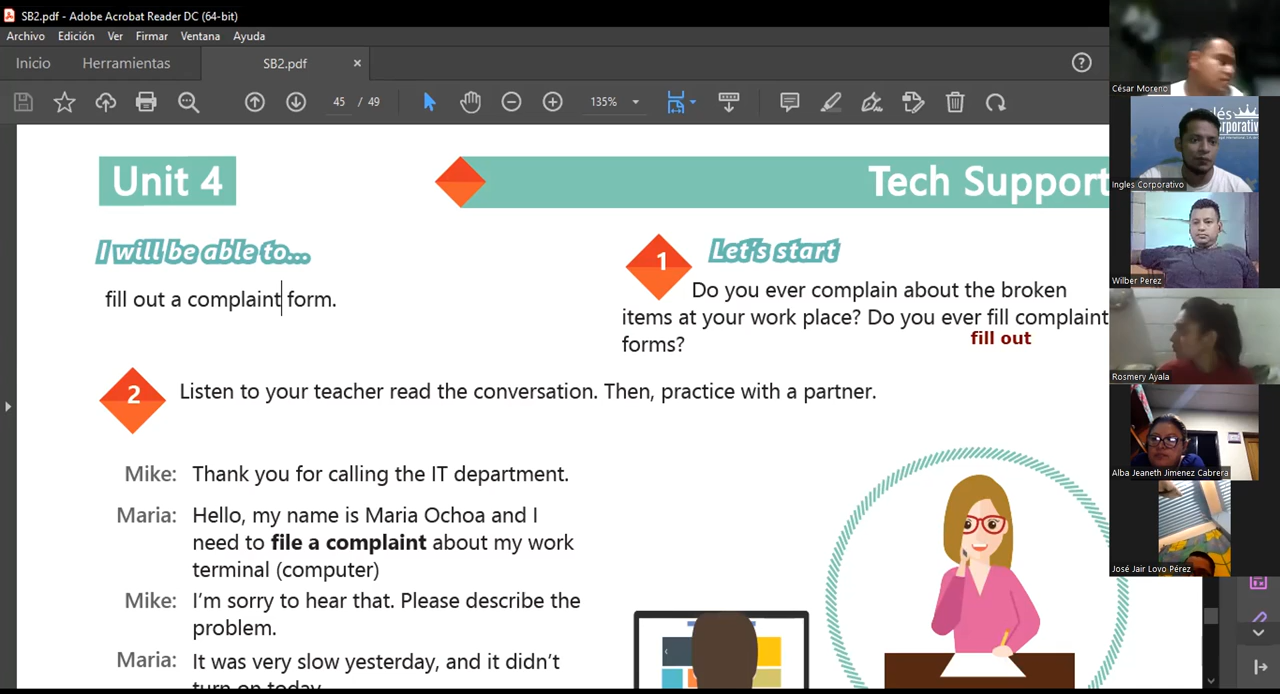 SB2.pdf - Adobe Acrobat Reader DC (64-bit)
Archivo Edición Ver Firmar Ventana Ayuda
Inicio Herramientas SB2.pdf ×
45 / 49 135%
Unit 4 Tech Support
I will be able to...
fill out a complaint form.
1 Let's start
Do you ever complain about the broken
items at your work place? Do you ever fill complaint
fill out
forms?
2 Listen to your teacher read the conversation. Then, practice with a partner.
Mike: Thank you for calling the IT department.
Maria: Hello, my name is Maria Ochoa and I
need to file a complaint about my work
terminal (computer)
Mike: I'm sorry to hear that. Please describe the
problem.
Maria: It was very slow yesterday, and it didn't
turn on today
César Moreno
Inglés
Corporativo
Ingles Corporativo
Wilber Perez
Rosmery Ayala
Alba Jeaneth Jimenez Cabrera
José Jair Lovo Pérez